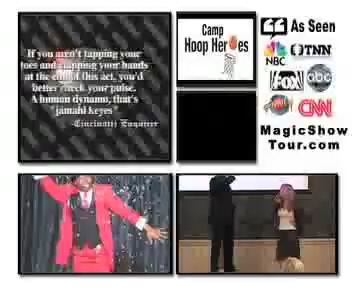 If you aren't tapping your
toes and clapping your hands
at the end of this act, you'd
better check your pulse.
A human dynamo, that's
jamahl keyes"
-Cincinnati Enquirer
Camp
Hoop Heroes
As Seen
NBC
TNN
FOX
abc
CNN
MagicShow
Tour.com